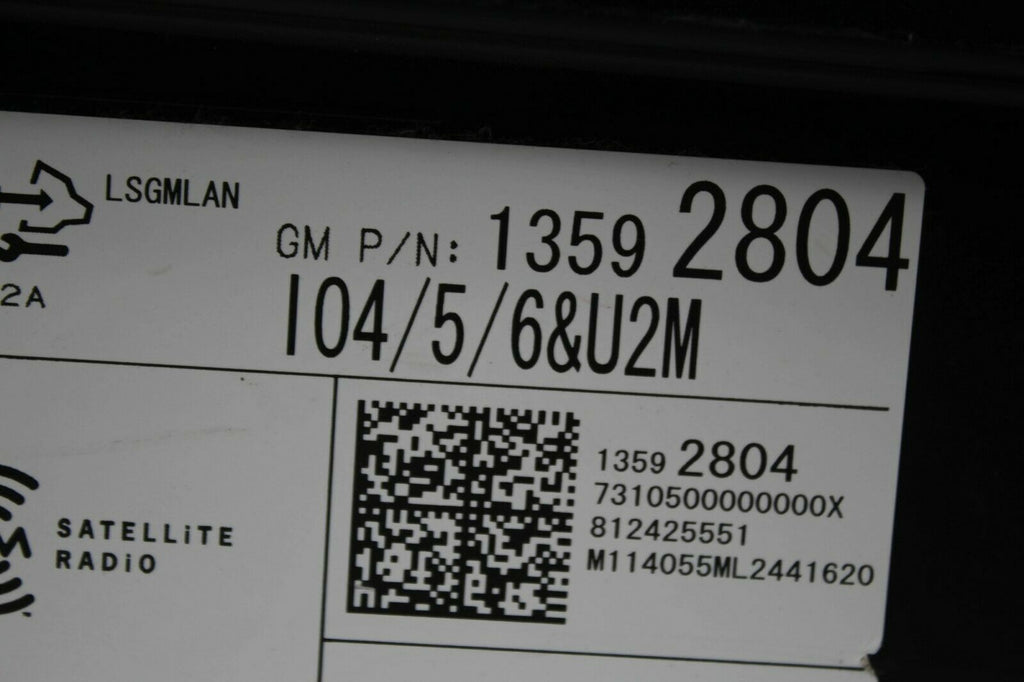 LSGMLAN
GM P/N: 1359 2804
2A
I04/5/6&U2M
1359 2804
7310500000000X
812425551
M114055ML2441620
SATELLiTE
RADiO